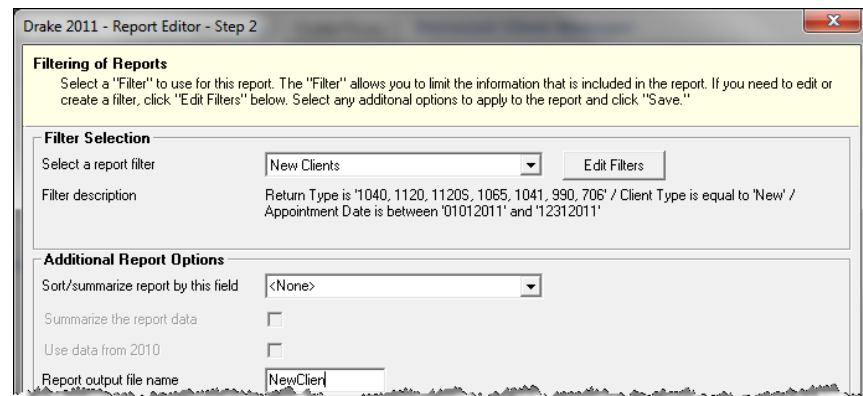 Drake 2011 - Report Editor - Step 2
Filtering of Reports
Select a "Filter" to use for this report. The "Filter" allows you to limit the information that is included in the report. If you need to edit or
create a filter, click "Edit Filters" below. Select any additonal options to apply to the report and click "Save."
Filter Selection
Select a report filter New Clients Edit Filters
Filter description Return Type is '1040, 1120, 1120S, 1065, 1041, 990, 706' / Client Type is equal to 'New' /
Appointment Date is between '01012011' and '12312011'
Additional Report Options
Sort/summarize report by this field <None>
Summarize the report data
Use data from 2010
Report output file name NewClien